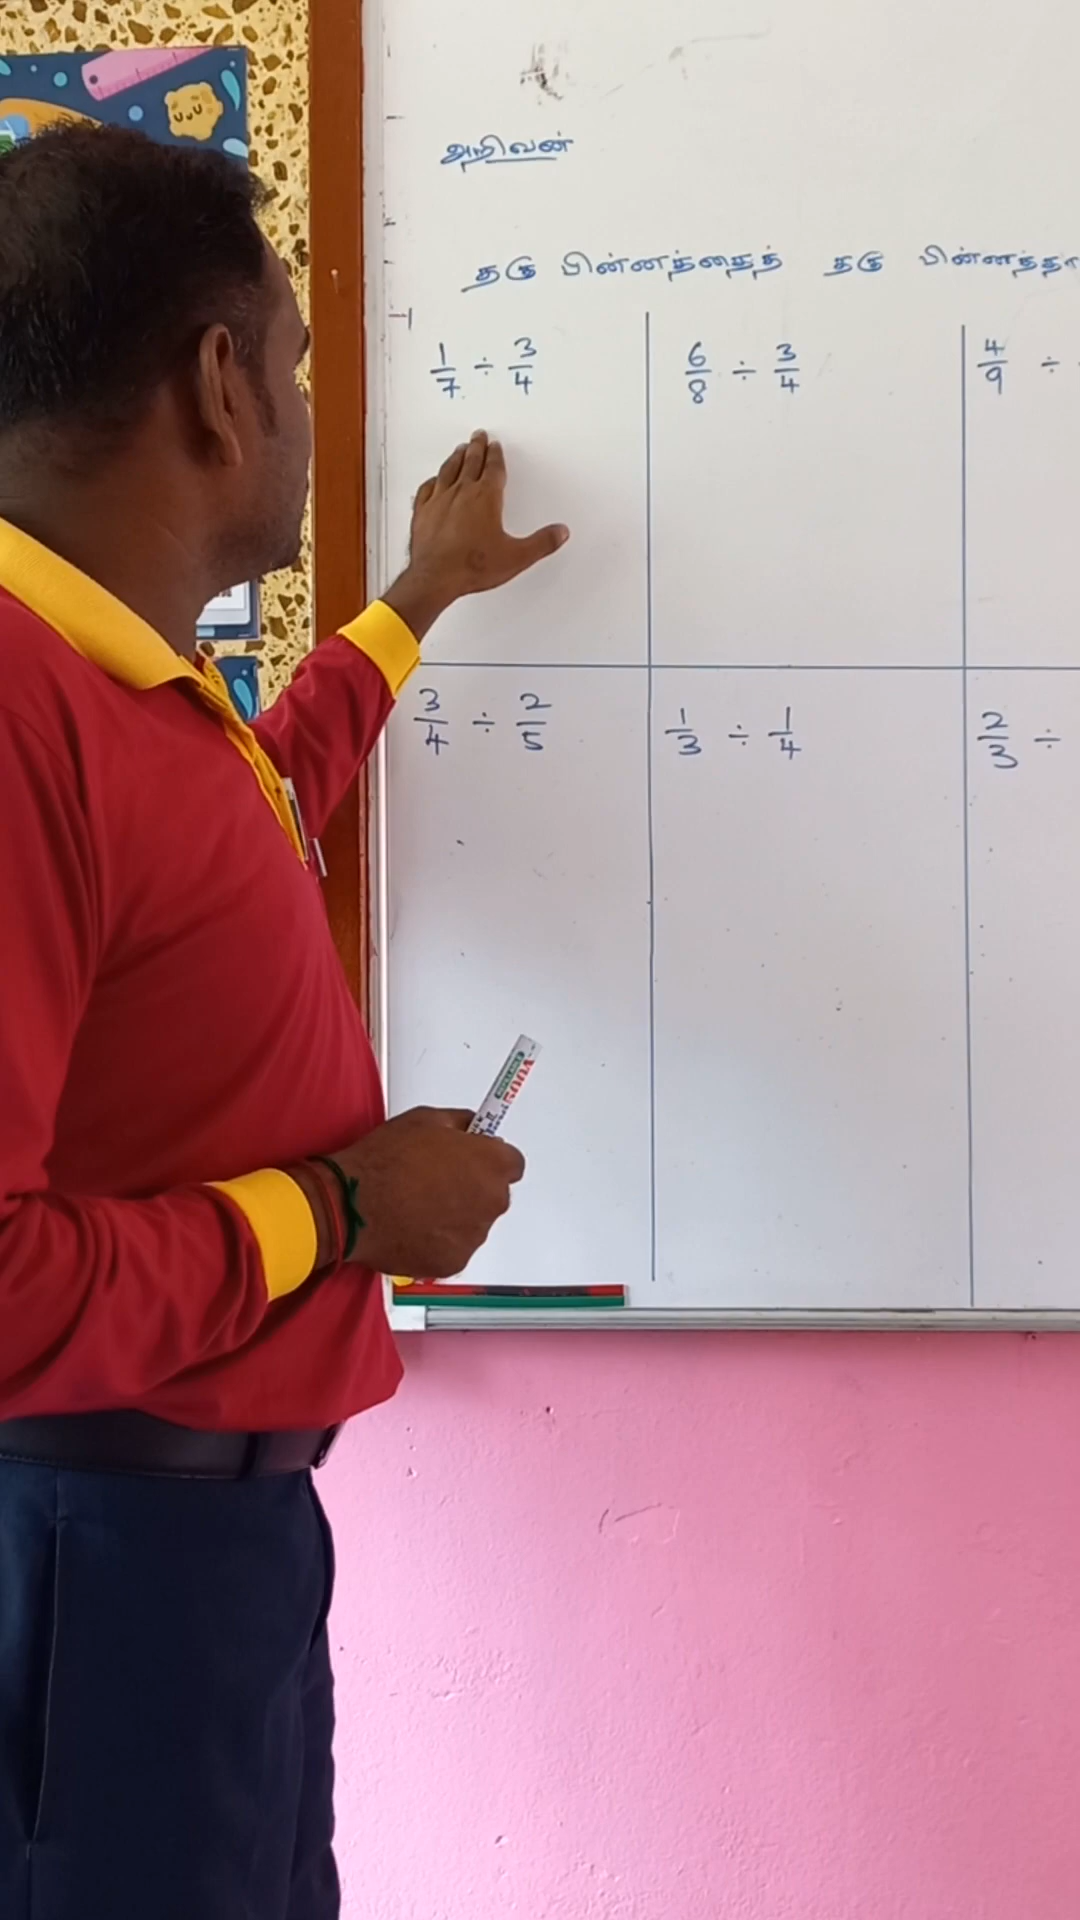 அறிவன்
தகு பின்னத்தைத் தகு பின்னத்தா
1/7 ÷ 3/4
6/8 ÷ 3/4
4/9 ÷
3/4 ÷ 2/5
1/3 ÷ 1/4
2/3 ÷